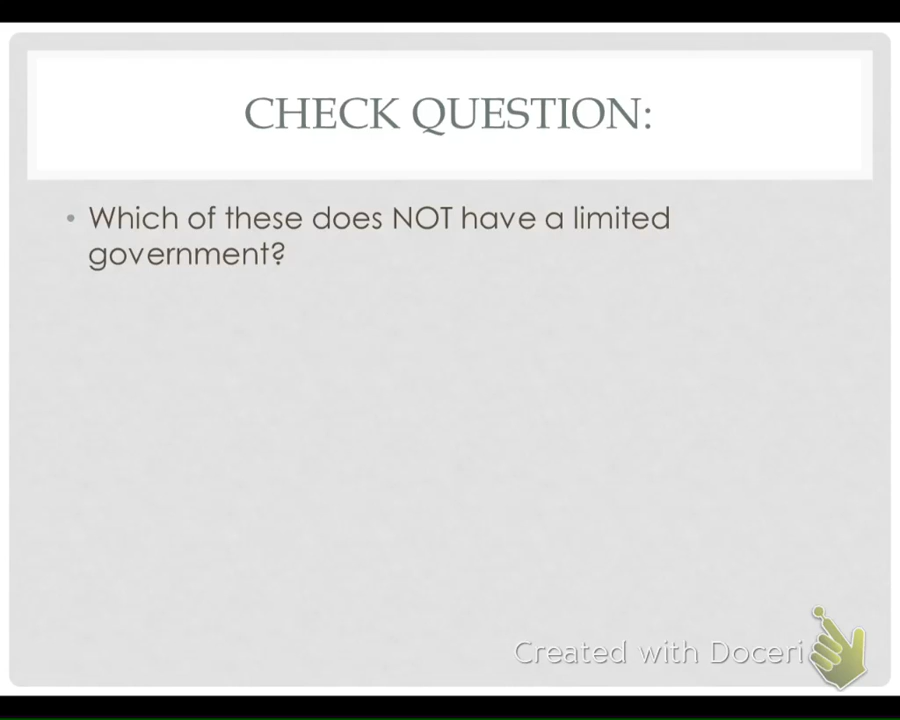 CHECK QUESTION:
• Which of these does NOT have a limited
government?
Created with Doceri